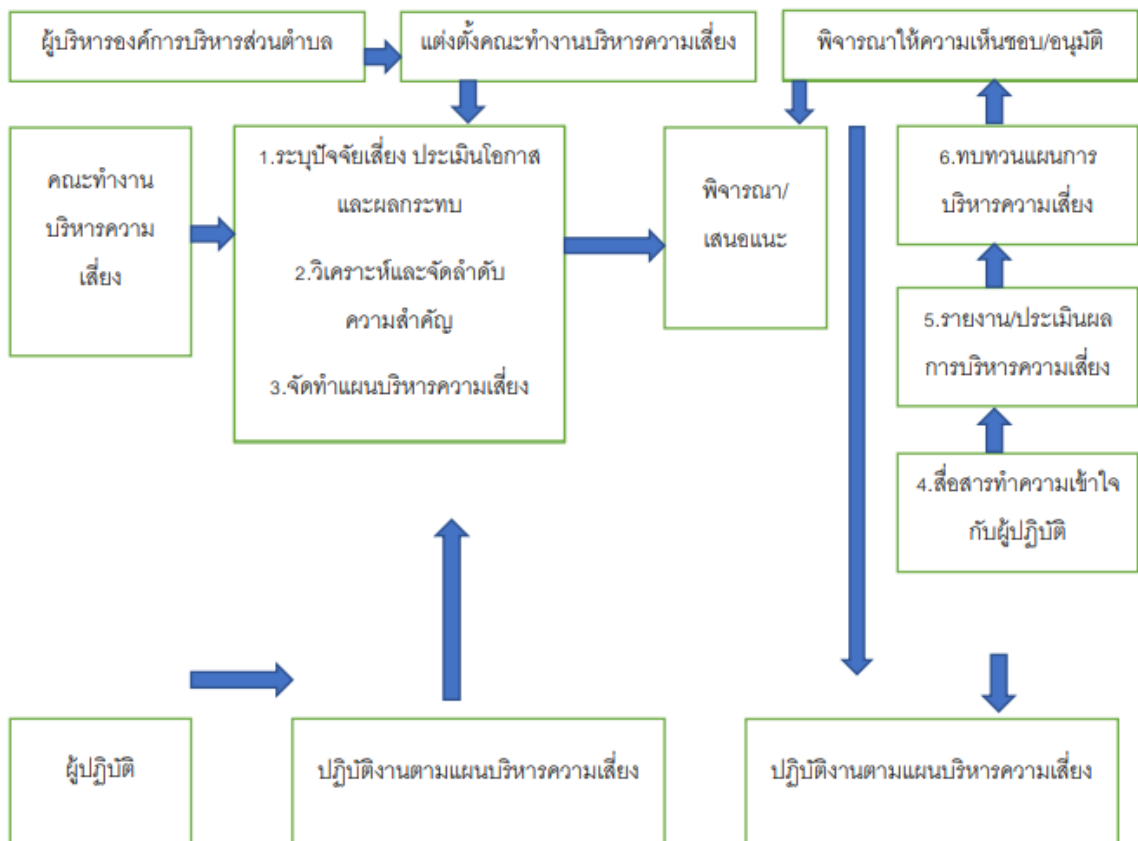 ผู้บริหารองค์การบริหารส่วนตำบล
แต่งตั้งคณะทำงานบริหารความเสี่ยง
พิจารณาให้ความเห็นชอบ/อนุมัติ
คณะทำงาน
บริหารความ
เสี่ยง
1.ระบุปัจจัยเสี่ยง ประเมินโอกาส
และผลกระทบ
2.วิเคราะห์และจัดลำดับ
ความสำคัญ
3.จัดทำแผนบริหารความเสี่ยง
พิจารณา/
เสนอแนะ
6.ทบทวนแผนการ
บริหารความเสี่ยง
5.รายงาน/ประเมินผล
การบริหารความเสี่ยง
4.สื่อสารทำความเข้าใจ
กับผู้ปฏิบัติ
ผู้ปฏิบัติ
ปฏิบัติงานตามแผนบริหารความเสี่ยง
ปฏิบัติงานตามแผนบริหารความเสี่ยง